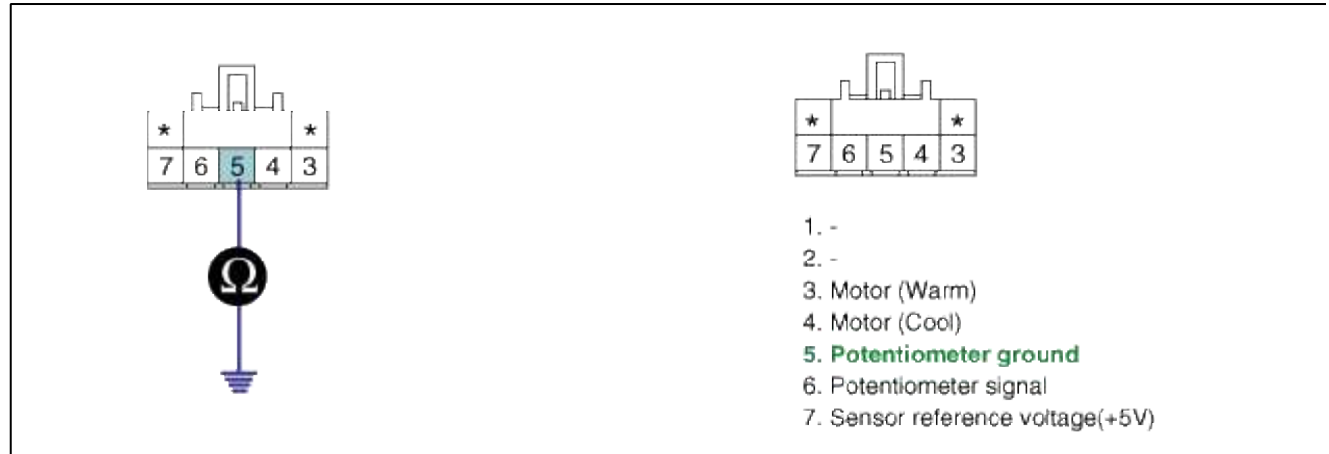 * *
7 6 5 4 3
Ω
* *
7 6 5 4 3
1. -
2. -
3. Motor (Warm)
4. Motor (Cool)
5. Potentiometer ground
6. Potentiometer signal
7. Sensor reference voltage(+5V)